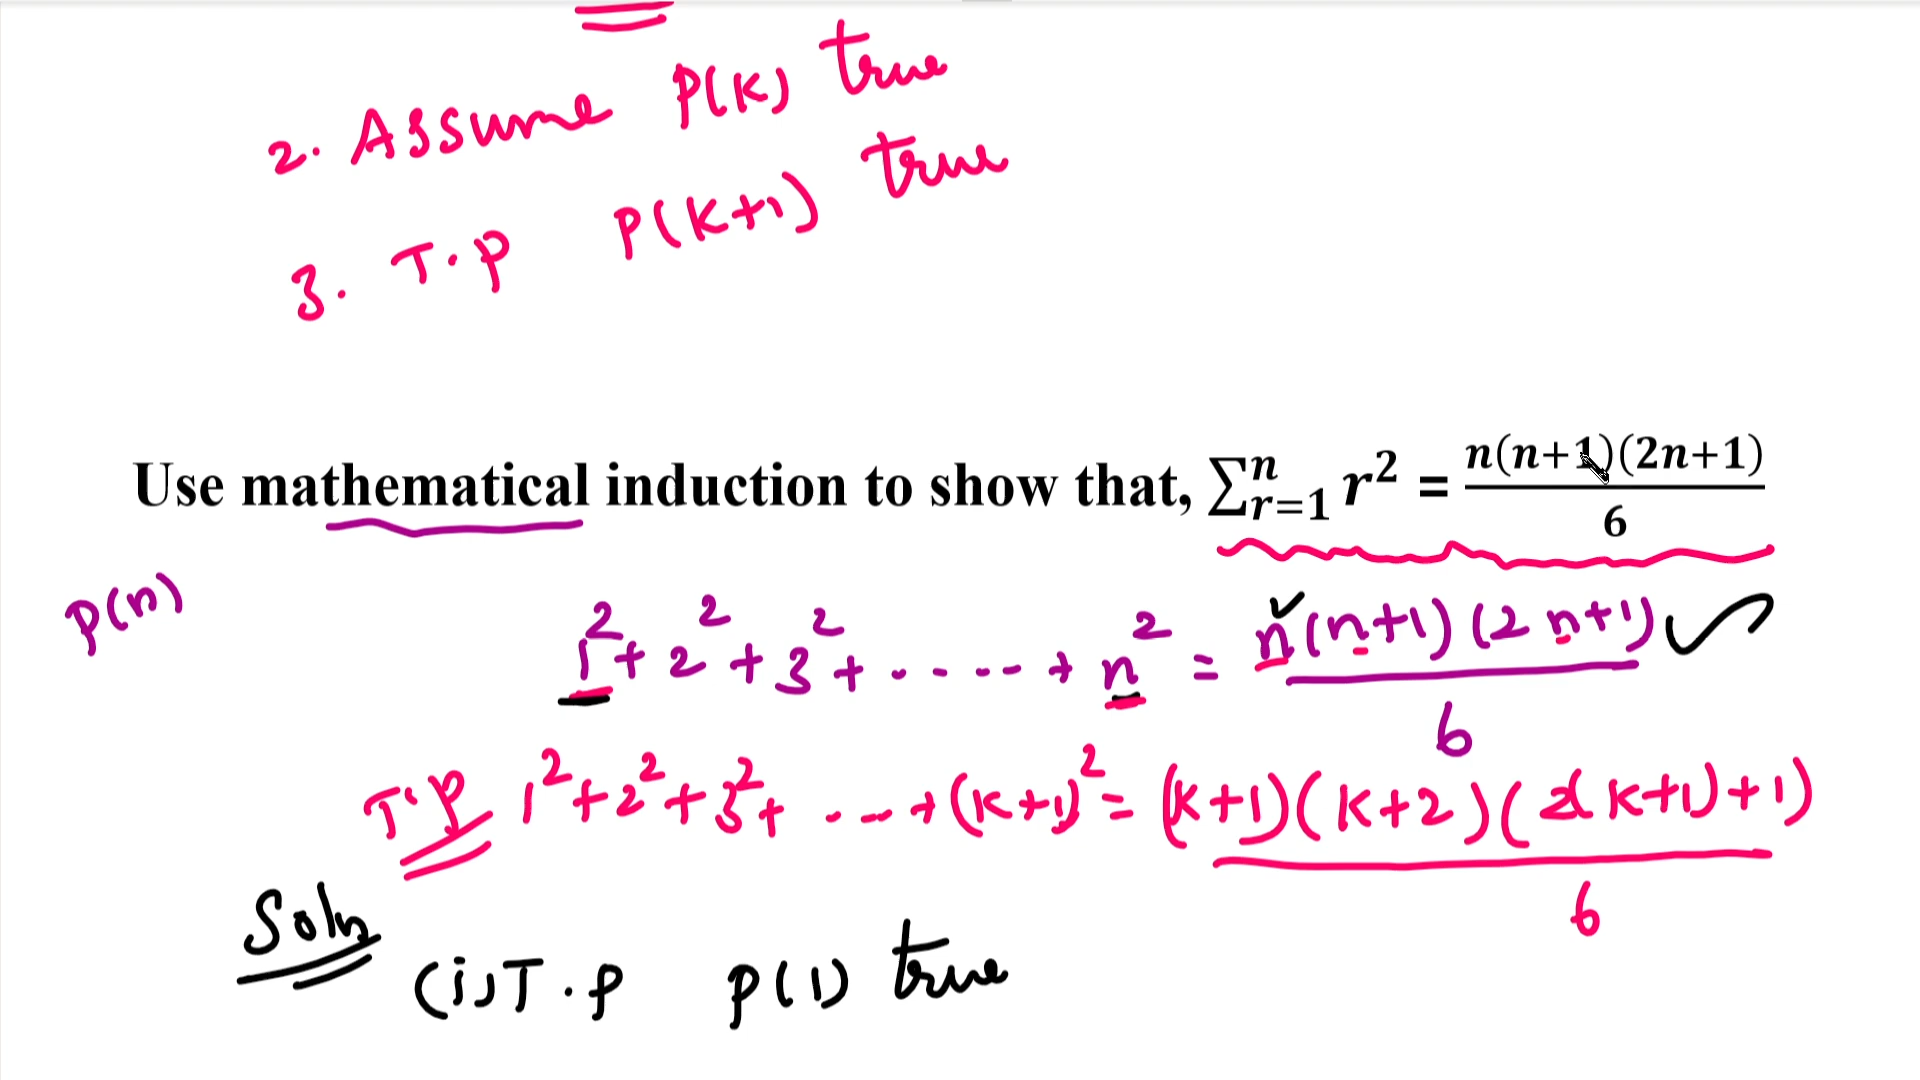 2. Assume P(K) true
3. T.P P(K+1) true
Use mathematical induction to show that, ∑ⁿᵣ₌₁ r² = n(n+1)(2n+1)/6
P(n)
1² + 2² + 3² + ..... + n² = n(n+1)(2n+1)/6
T.P 1²+2²+3²+ ...+(K+1)² = (K+1)(K+2)(2(K+1)+1)/6
Soln
(i) T.P P(1) true